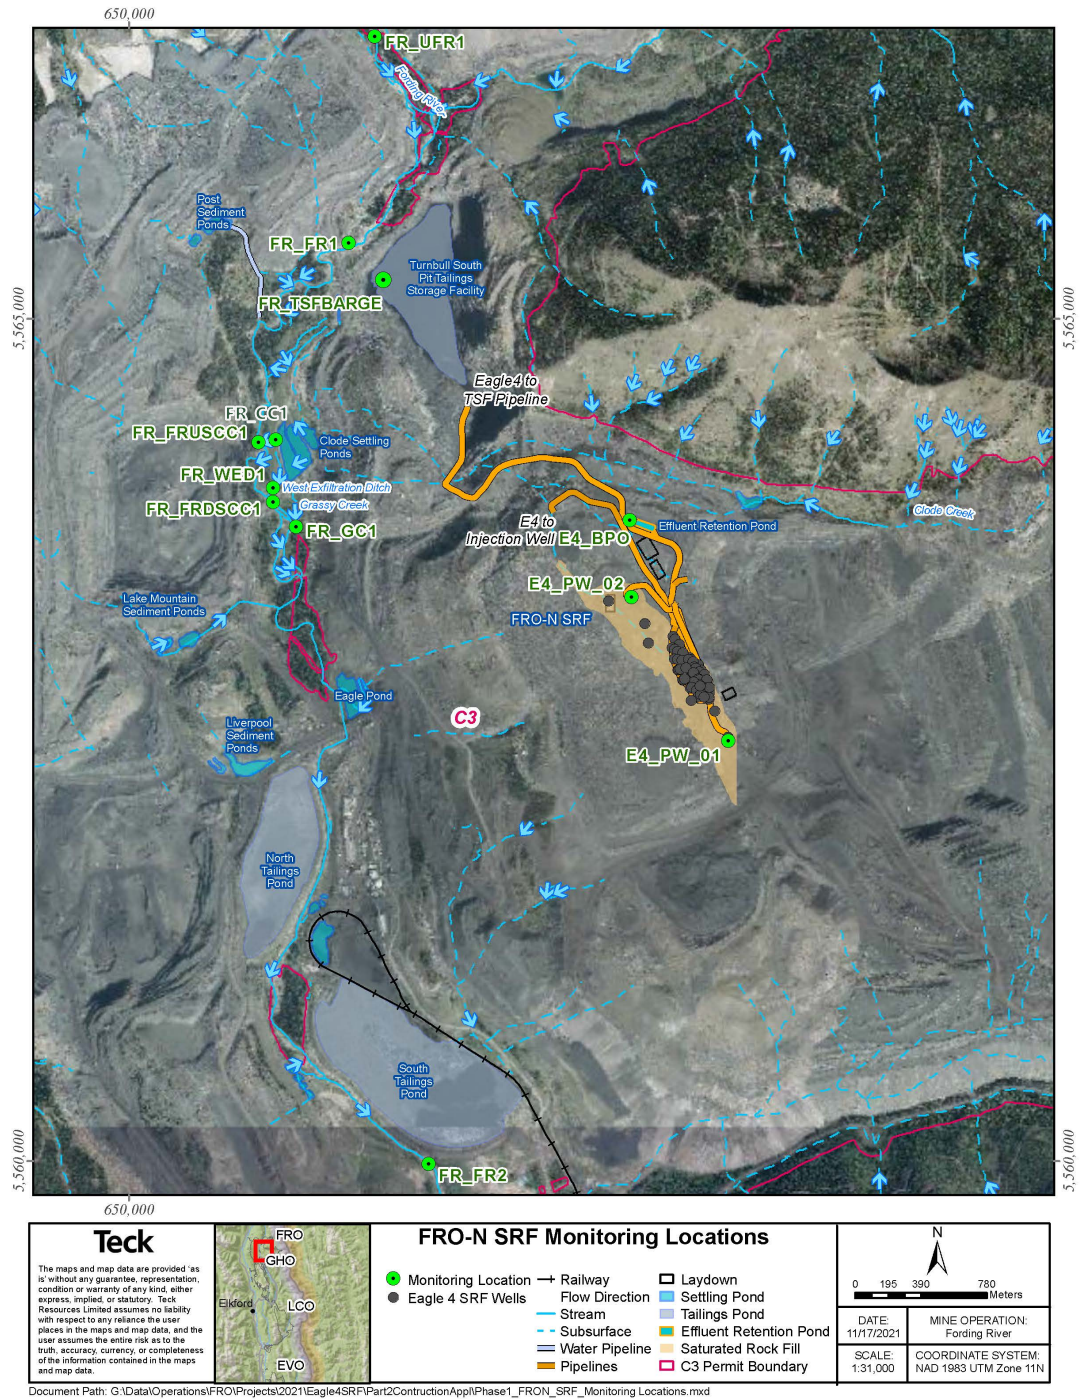 650,000
FR_UFR1
Fording River
Post
Sediment
Ponds
FR_FR1
Turnbull South
Pit Tailings
Storage Facility
FR_TSFBARGE
5,565,000
5,565,000
Eagle4 to
TSF Pipeline
FR_CC1
FR_FRUSCC1
Clode Settling
Ponds
FR_WED1
West Exfiltration Ditch
FR_FRDSCC1
Grassy Creek
Clode Creek
FR_GC1
E4 to
Injection Well
E4_BPO
Effluent Retention Pond
E4_PW_02
Lake Mountain
Sediment Ponds
FRO-N SRF
Eagle Pond
C3
Liverpool
Sediment
Ponds
E4_PW_01
North
Tailings
Pond
South
Tailings
Pond
5,560,000
5,560,000
FR_FR2
650,000
Teck
The maps and map data are provided 'as
is' without any guarantee, representation,
condition or warranty of any kind, either
express, implied, or statutory. Teck
Resources Limited assumes no liability
with respect to any reliance the user
places in the maps and map data, and the
user assumes the entire risk as to the
truth, accuracy, currency, or completeness
of the information contained in the maps
and map data.
FRO
GHO
Elkford
LCO
EVO
FRO-N SRF Monitoring Locations
Monitoring Location
Eagle 4 SRF Wells
Railway
Flow Direction
Stream
Subsurface
Water Pipeline
Pipelines
Laydown
Settling Pond
Tailings Pond
Effluent Retention Pond
Saturated Rock Fill
C3 Permit Boundary
N
0 195 390 780
Meters
DATE:
11/17/2021
MINE OPERATION:
Fording River
SCALE:
1:31,000
COORDINATE SYSTEM:
NAD 1983 UTM Zone 11N
Document Path: G:\Data\Operations\FRO\Projects\2021\Eagle4SRF\Part2ContructionAppl\Phase1_FRON_SRF_Monitoring Locations.mxd